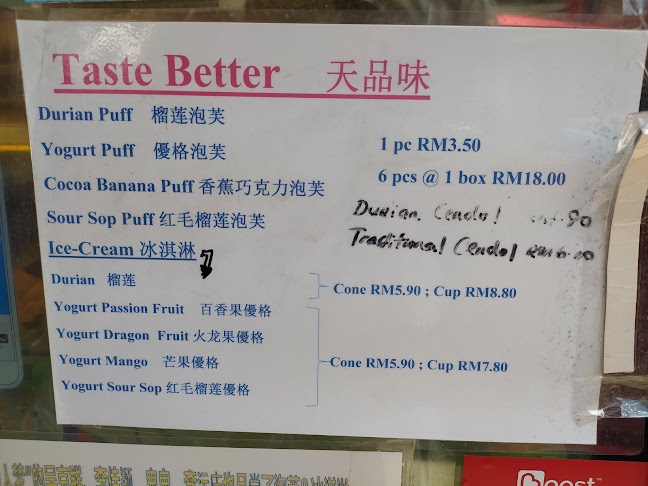 Taste Better 天品味
Durian Puff 榴莲泡芙
Yogurt Puff 優格泡芙
1 pc RM3.50
Cocoa Banana Puff 香蕉巧克力泡芙
6 pcs @ 1 box RM18.00
Sour Sop Puff 红毛榴莲泡芙
Durian Cendol
Ice-Cream 冰淇淋
Traditional Cendol
Durian 榴莲
Cone RM5.90 ; Cup RM8.80
Yogurt Passion Fruit 百香果優格
Yogurt Dragon Fruit 火龙果優格
Yogurt Mango 芒果優格
Cone RM5.90 ; Cup RM7.80
Yogurt Sour Sop 红毛榴莲優格
Boost